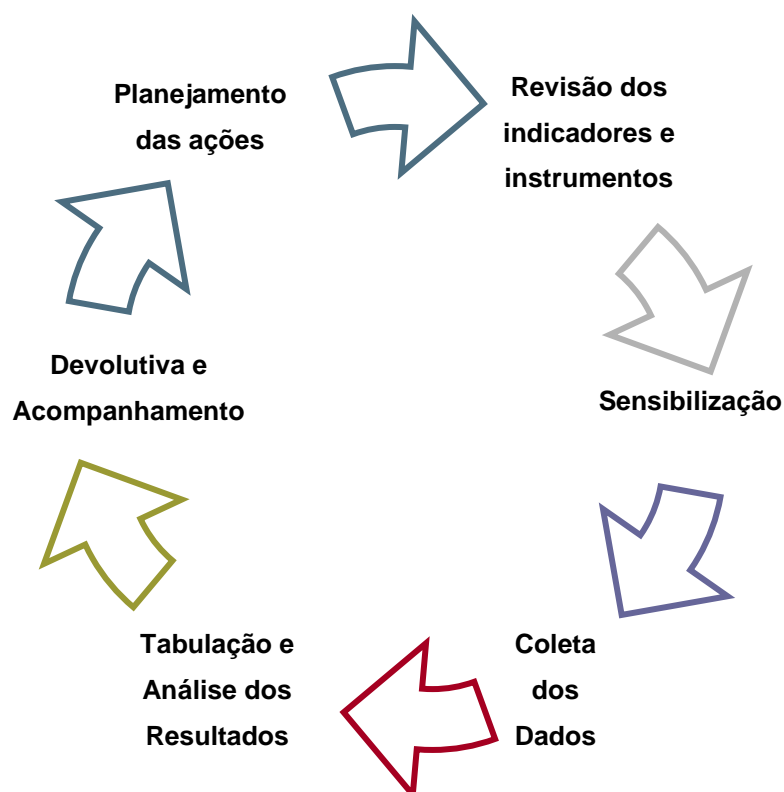 Planejamento
das ações
Revisão dos
indicadores e
instrumentos
Sensibilização
Coleta
dos
Dados
Tabulação e
Análise dos
Resultados
Devolutiva e
Acompanhamento